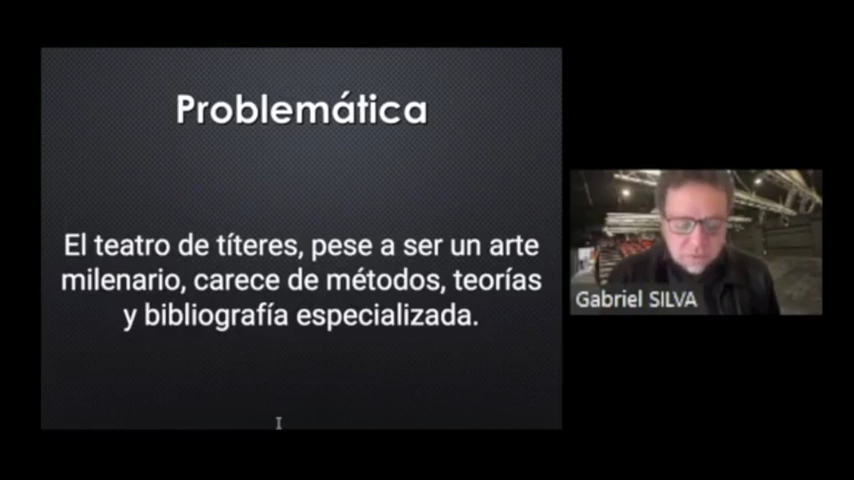 Problemática
El teatro de títeres, pese a ser un arte
milenario, carece de métodos, teorías
y bibliografía especializada.
Gabriel SILVA